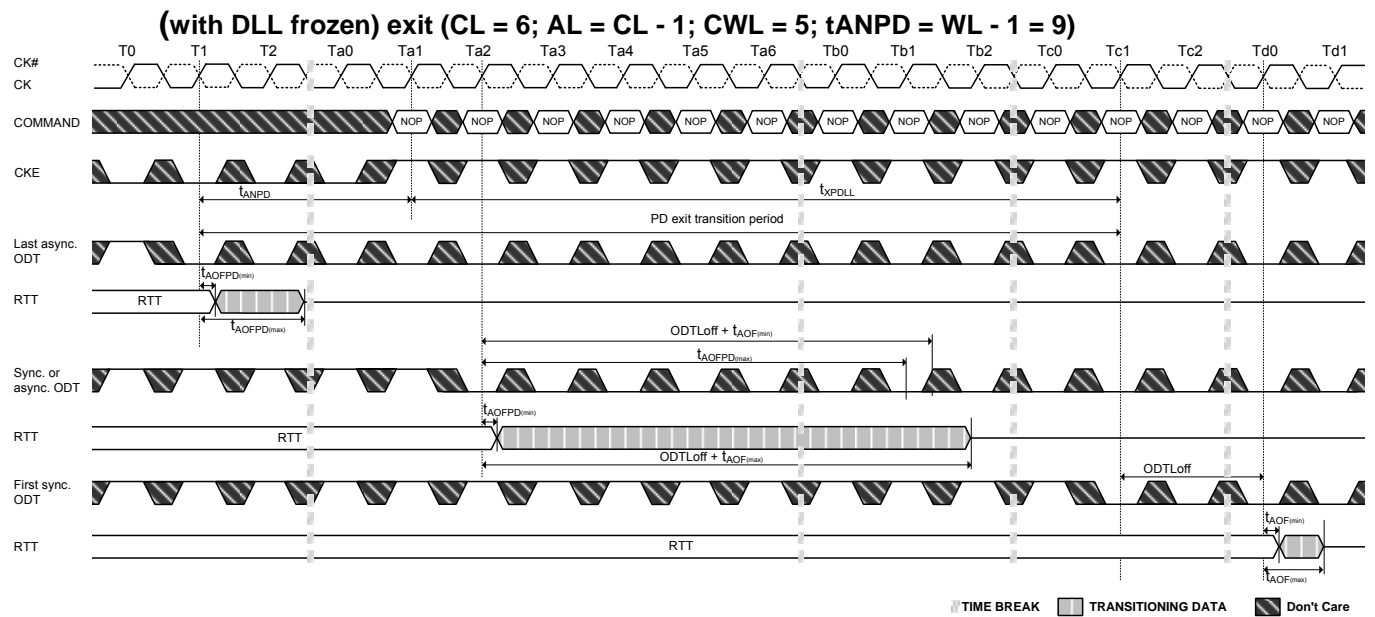 (with DLL frozen) exit (CL = 6; AL = CL - 1; CWL = 5; tANPD = WL - 1 = 9)
T0 T1 T2 Ta0 Ta1 Ta2 Ta3 Ta4 Ta5 Ta6 Tb0 Tb1 Tb2 Tc0 Tc1 Tc2 Td0 Td1
CK#
CK
COMMAND NOP NOP NOP NOP NOP NOP NOP NOP NOP NOP NOP NOP NOP NOP
CKE
tANPD tXPDLL
PD exit transition period
Last async.
ODT
tAOFPD(min)
RTT RTT
tAOFPD(max)
ODTLoff + tAOF(min)
tAOFPD(max)
Sync. or
async. ODT
tAOFPD(min)
RTT RTT
ODTLoff + tAOF(max)
ODTLoff
First sync.
ODT
tAOF(min)
RTT RTT
tAOF(max)
TIME BREAK TRANSITIONING DATA Don't Care